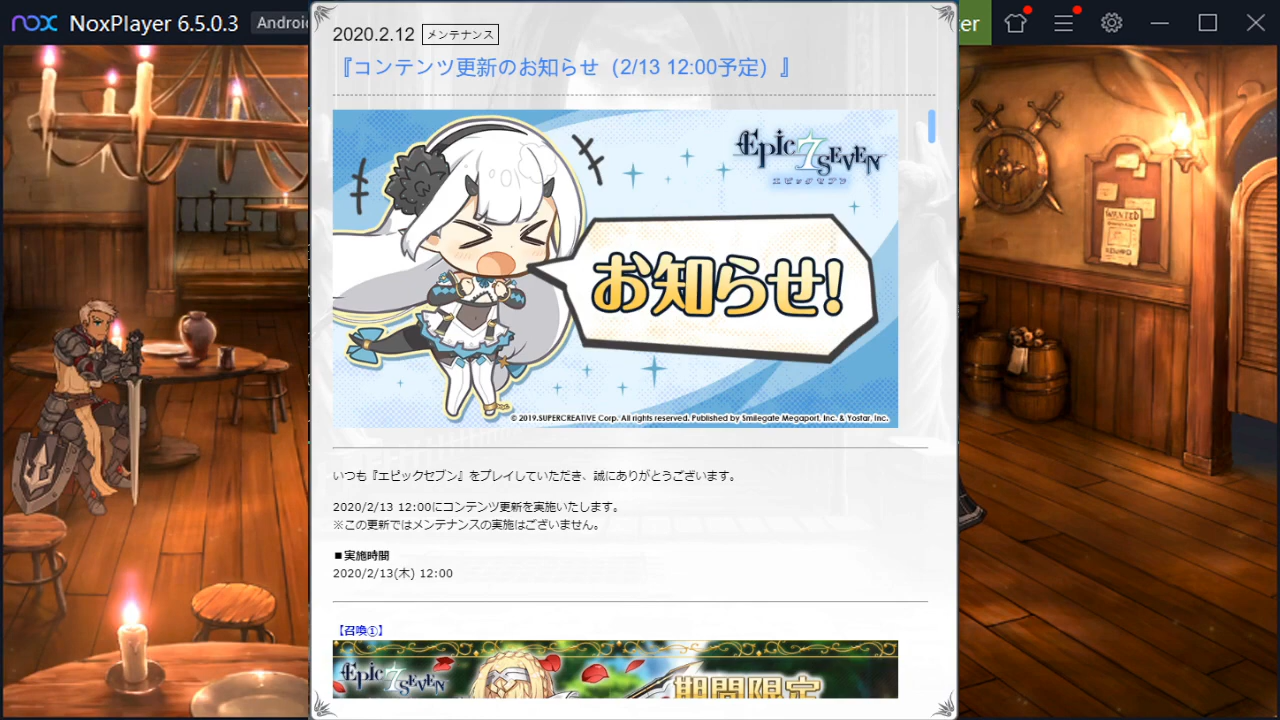 nox NoxPlayer 6.5.0.3
2020.2.12 メンテナンス
『コンテンツ更新のお知らせ（2/13 12:00予定）』
Epic SEVEN
エピックセブン
お知らせ!
© 2019.SUPERCREATIVE Corp. All rights reserved. Published by Smilegate Megaport, Inc. & Yostar, Inc.
いつも『エピックセブン』をプレイしていただき、誠にありがとうございます。
2020/2/13 12:00にコンテンツ更新を実施いたします。
※この更新ではメンテナンスの実施はございません。
■実施時間
2020/2/13(木) 12:00
【召喚①】
Epic SEVEN
期間限定
WANTED